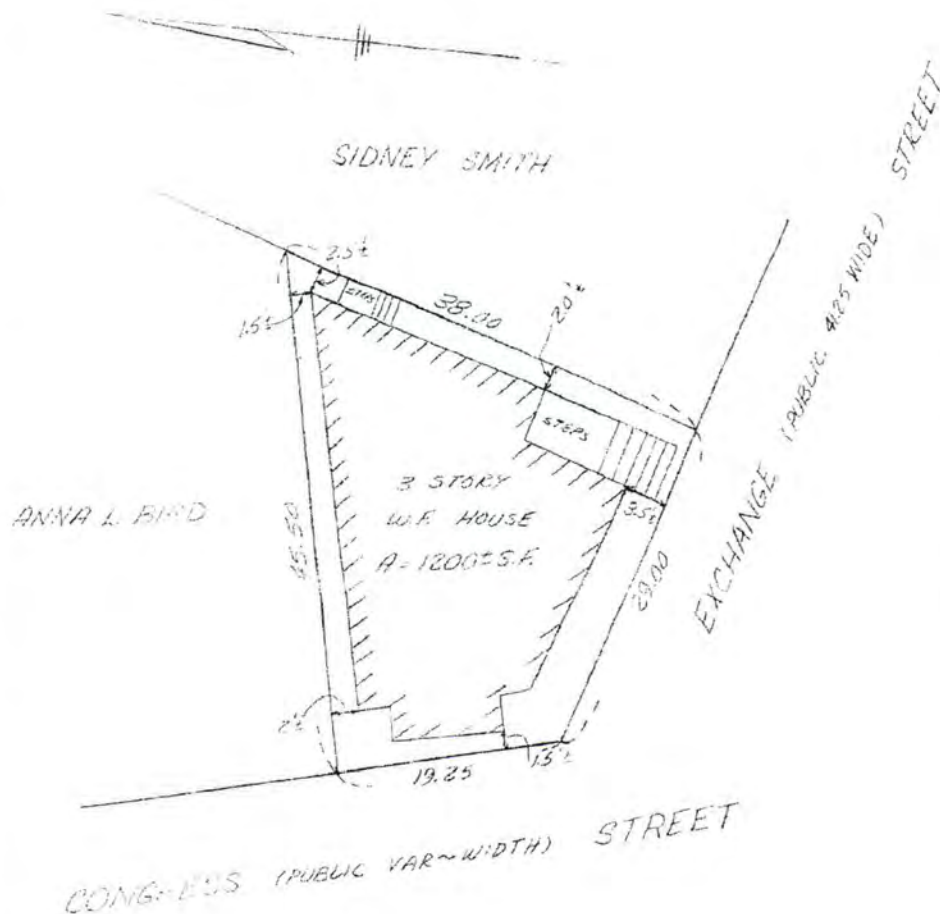 SIDNEY SMITH
2.5±
STEPS
1.5±
38.00
2.0±
EXCHANGE (PUBLIC 41.25 WIDE) STREET
STEPS
3 STORY
W.F. HOUSE
A = 1200± S.F.
3.5±
ANNA L BIRD
45.50
29.00
2±
1.5±
19.25
CONGRESS (PUBLIC VAR~WIDTH) STREET